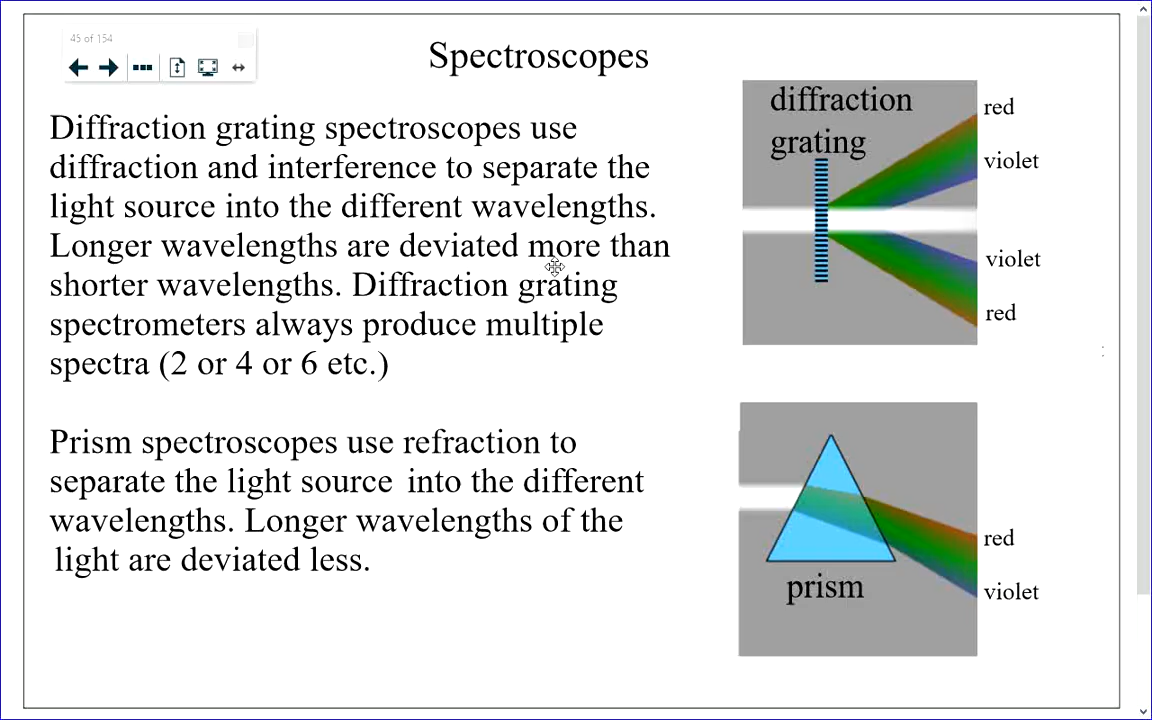 45 of 154
Spectroscopes
Diffraction grating spectroscopes use
diffraction and interference to separate the
light source into the different wavelengths.
Longer wavelengths are deviated more than
shorter wavelengths. Diffraction grating
spectrometers always produce multiple
spectra (2 or 4 or 6 etc.)
Prism spectroscopes use refraction to
separate the light source into the different
wavelengths. Longer wavelengths of the
light are deviated less.
diffraction
grating
red
violet
violet
red
red
violet
prism